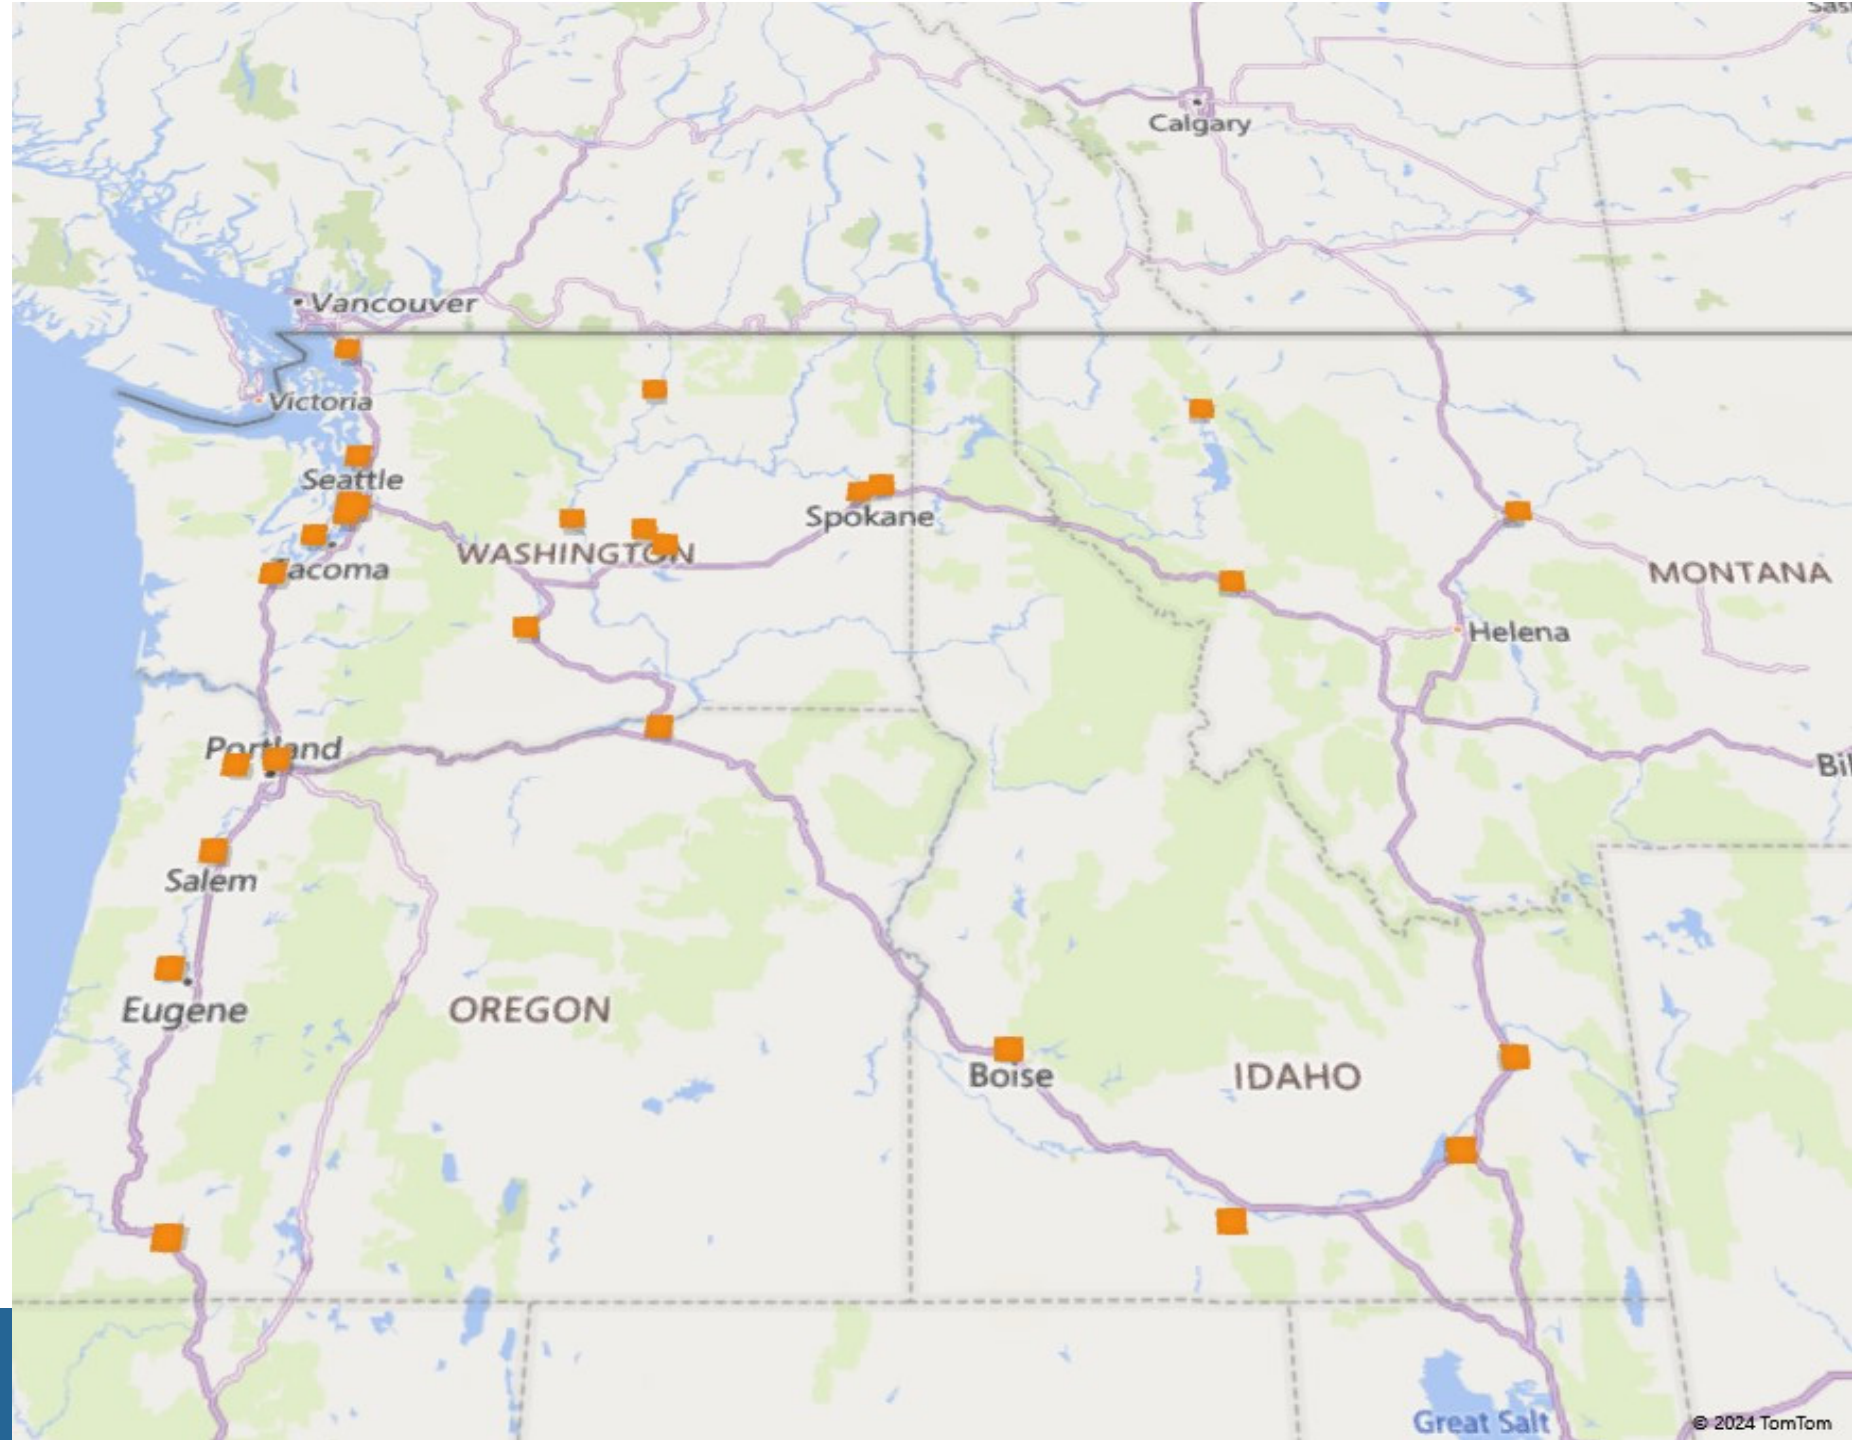 Calgary
Vancouver
Victoria
Seattle
Spokane
WASHINGTON
Tacoma
MONTANA
Helena
Portland
Bil
Salem
Eugene
OREGON
Boise
IDAHO
Great Salt
© 2024 TomTom